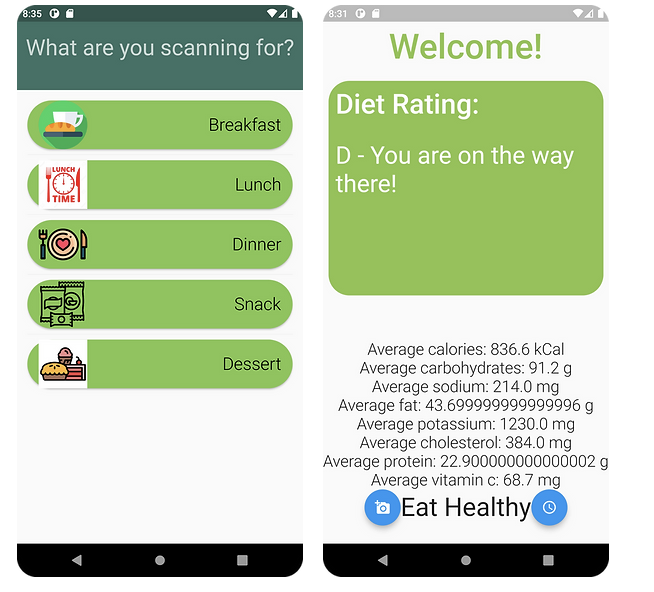 8:35
What are you scanning for?
Breakfast
LUNCH
TIME
Lunch
Dinner
Snack
Dessert
8:31
Welcome!
Diet Rating:
D - You are on the way
there!
Average calories: 836.6 kCal
Average carbohydrates: 91.2 g
Average sodium: 214.0 mg
Average fat: 43.699999999999996 g
Average potassium: 1230.0 mg
Average cholesterol: 384.0 mg
Average protein: 22.900000000000002 g
Average vitamin c: 68.7 mg
Eat Healthy